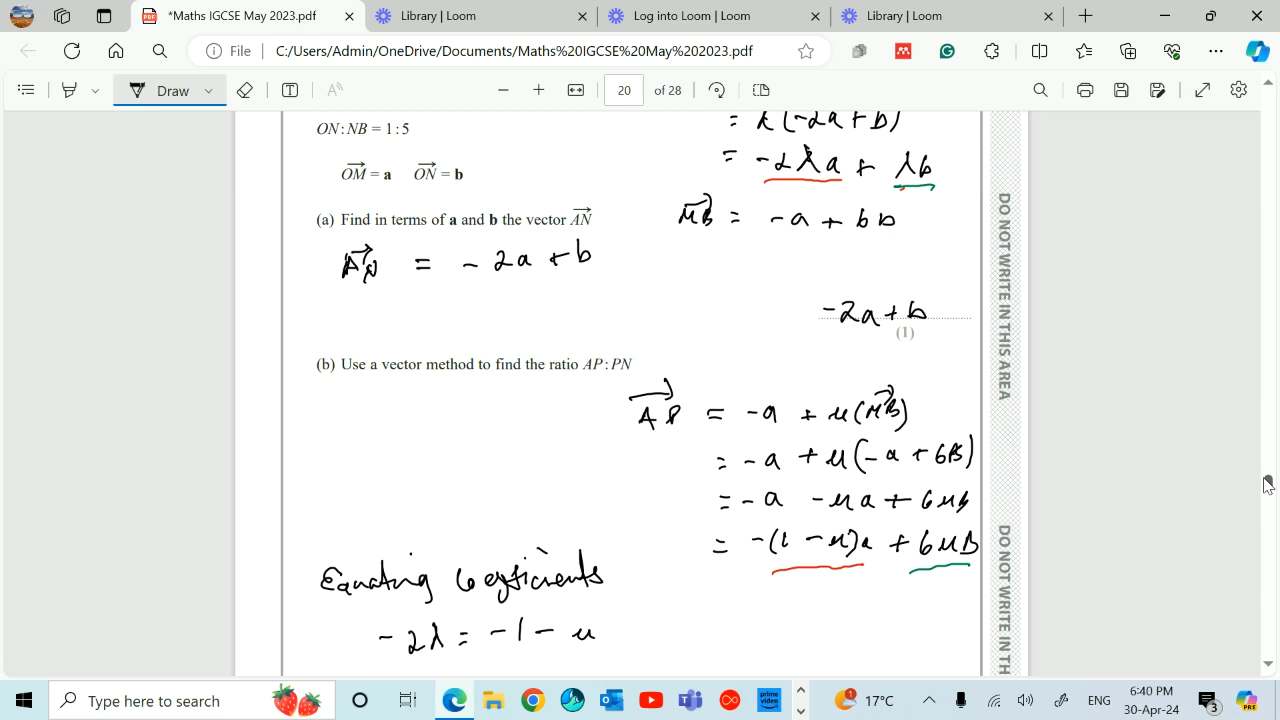 *Maths IGCSE May 2023.pdf
Library | Loom
Log into Loom | Loom
Library | Loom
File
C:/Users/Admin/OneDrive/Documents/Maths%20IGCSE%20May%202023.pdf
Draw
20 of 28
ON : NB = 1 : 5
OM = a ON = b
(a) Find in terms of a and b the vector AN
AN = - 2a + b
= λ(-2a + b)
= -2λa + λb
MB = -a + 6b
-2a + b
(1)
(b) Use a vector method to find the ratio AP : PN
AP = -a + μ(MB)
= -a + μ(-a + 6B)
= -a - μa + 6μB
= -(1 - μ)a + 6μB
Equating coefficients
- 2λ = -1 - μ
DO NOT WRITE IN THIS AREA
DO NOT WRITE IN TH
Type here to search
17°C
ENG
6:40 PM
30-Apr-24
3